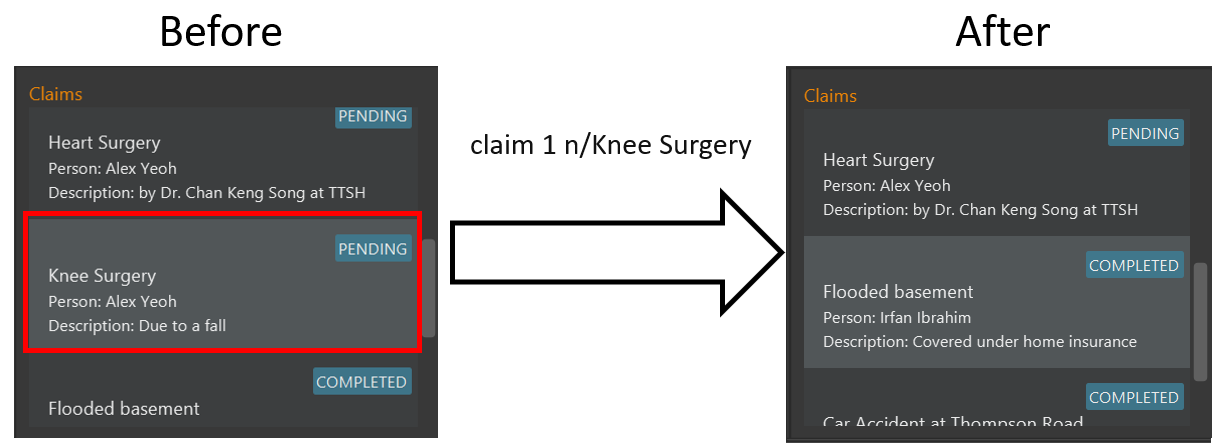 Before
Claims
PENDING
Heart Surgery
Person: Alex Yeoh
Description: by Dr. Chan Keng Song at TTSH
PENDING
Knee Surgery
Person: Alex Yeoh
Description: Due to a fall
COMPLETED
Flooded basement
claim 1 n/Knee Surgery
After
Claims
PENDING
Heart Surgery
Person: Alex Yeoh
Description: by Dr. Chan Keng Song at TTSH
COMPLETED
Flooded basement
Person: Irfan Ibrahim
Description: Covered under home insurance
COMPLETED
Car Accident at Thompson Road